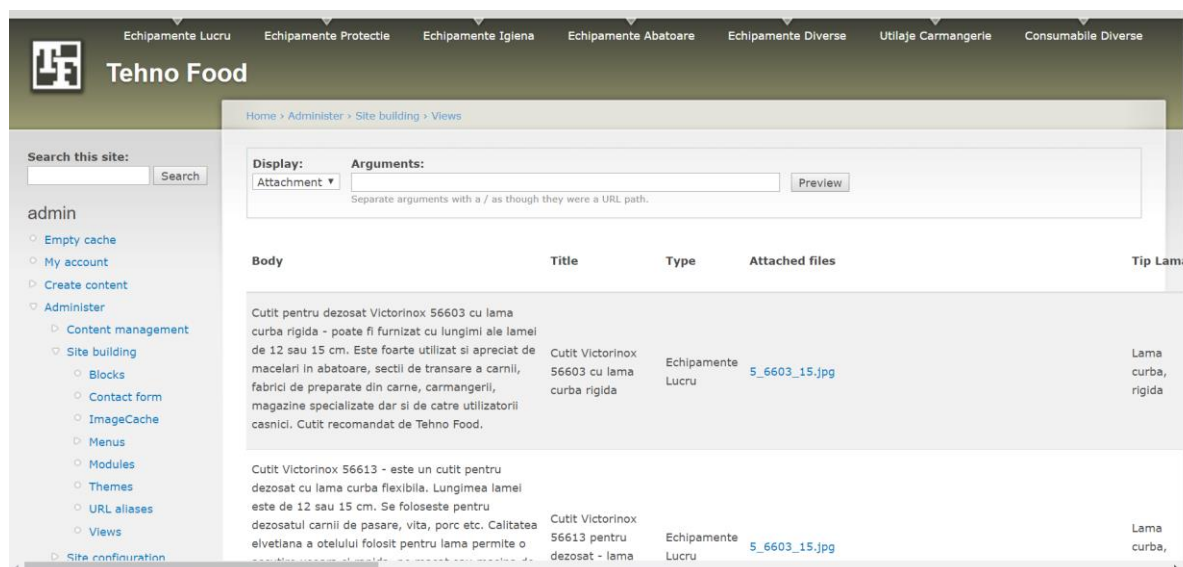 Echipamente Lucru Echipamente Protectie Echipamente Igiena Echipamente Abatoare Echipamente Diverse Utilaje Carmangerie Consumabile Diverse
TF
Tehno Food
Home › Administer › Site building › Views
Search this site:
Search
admin
Empty cache
My account
Create content
Administer
Content management
Site building
Blocks
Contact form
ImageCache
Menus
Modules
Themes
URL aliases
Views
Site configuration
Display: Arguments:
Attachment ▼ Preview
Separate arguments with a / as though they were a URL path.
Body Title Type Attached files Tip Lama
Cutit pentru dezosat Victorinox 56603 cu lama
curba rigida - poate fi furnizat cu lungimi ale lamei
de 12 sau 15 cm. Este foarte utilizat si apreciat de
macelari in abatoare, sectii de transare a carnii,
fabrici de preparate din carne, carmangerii,
magazine specializate dar si de catre utilizatorii
casnici. Cutit recomandat de Tehno Food.
Cutit Victorinox
56603 cu lama
curba rigida
Echipamente
Lucru
5_6603_15.jpg
Lama
curba,
rigida
Cutit Victorinox 56613 - este un cutit pentru
dezosat cu lama curba flexibila. Lungimea lamei
este de 12 sau 15 cm. Se foloseste pentru
dezosatul carnii de pasare, vita, porc etc. Calitatea
elvetiana a otelului folosit pentru lama permite o
Cutit Victorinox
56613 pentru
dezosat - lama
Echipamente
Lucru
5_6603_15.jpg
Lama
curba,